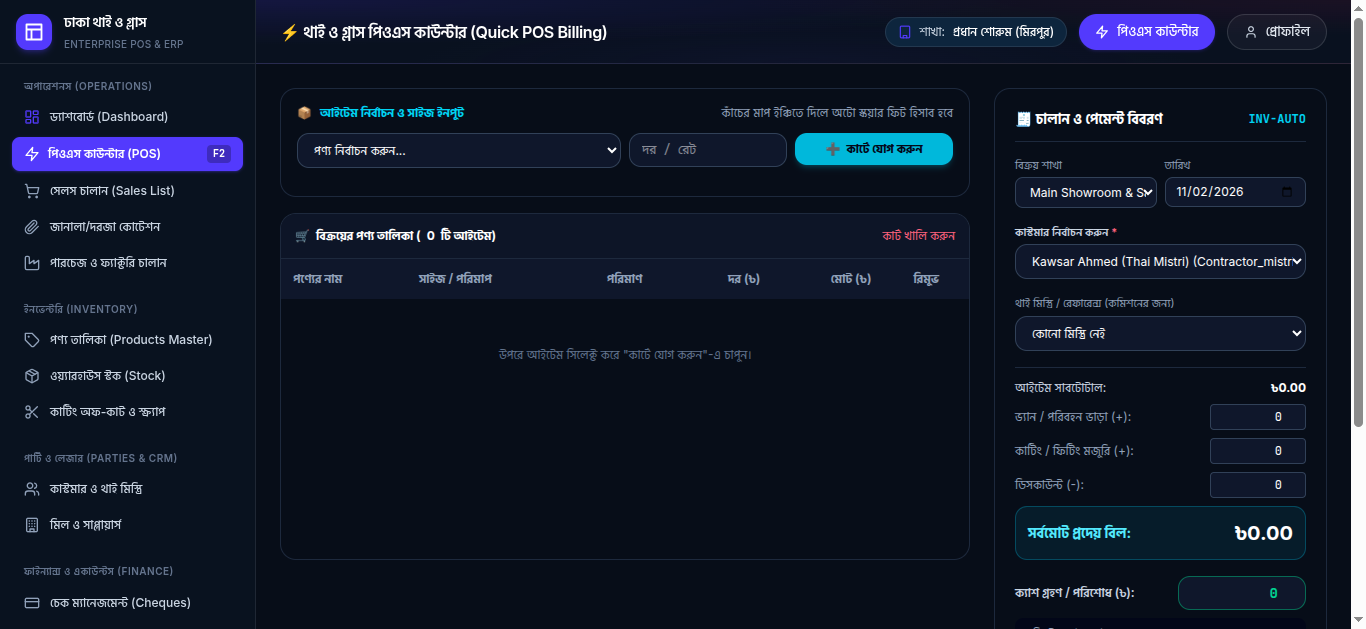 ঢাকা থাই ও গ্লাস
ENTERPRISE POS & ERP
অপারেশনস (OPERATIONS)
ড্যাশবোর্ড (Dashboard)
পিওএস কাউন্টার (POS) F2
সেলস চালান (Sales List)
জানালা/দরজা কোটেশন
পারচেজ ও ফ্যাক্টরি চালান
ইনভেন্টরি (INVENTORY)
পণ্য তালিকা (Products Master)
ওয়্যারহাউস স্টক (Stock)
কাটিং অফ-কাট ও স্ক্র্যাপ
পার্টি ও লেজার (PARTIES & CRM)
কাস্টমার ও থাই মিস্ত্রি
মিল ও সাপ্লায়ার্স
ফাইন্যান্স ও একাউন্টস (FINANCE)
চেক ম্যানেজমেন্ট (Cheques)
⚡ থাই ও গ্লাস পিওএস কাউন্টার (Quick POS Billing)
শাখা: প্রধান শোরুম (মিরপুর)
পিওএস কাউন্টার
প্রোফাইল
📦 আইটেম নির্বাচন ও সাইজ ইনপুট
কাঁচের মাপ ইঞ্চিতে দিলে অটো স্কয়ার ফিট হিসাব হবে
পণ্য নির্বাচন করুন...
দর / রেট
➕ কার্টে যোগ করুন
🛒 বিক্রয়ের পণ্য তালিকা ( 0 টি আইটেম)
কার্ট খালি করুন
পণ্যের নাম সাইজ / পরিমাপ পরিমাণ দর (৳) মোট (৳) রিমুভ
উপরে আইটেম সিলেক্ট করে "কার্টে যোগ করুন"-এ চাপুন।
🧾 চালান ও পেমেন্ট বিবরণ INV-AUTO
বিক্রয় শাখা তারিখ
Main Showroom & S 11/02/2026
কাস্টমার নির্বাচন করুন *
Kawsar Ahmed (Thai Mistri) (Contractor_mistr
থাই মিস্ত্রি / রেফারেন্স (কমিশনের জন্য)
কোনো মিস্ত্রি নেই
আইটেম সাবটোটাল: ৳0.00
ভ্যান / পরিবহন ভাড়া (+): 0
কাটিং / ফিটিং মজুরি (+): 0
ডিসকাউন্ট (-): 0
সর্বমোট প্রদেয় বিল: ৳0.00
ক্যাশ গ্রহণ / পরিশোধ (৳): 0